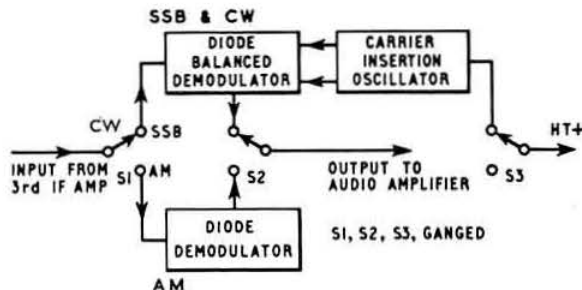 SSB & CW
DIODE
BALANCED
DEMODULATOR
CARRIER
INSERTION
OSCILLATOR
CW
SSB
HT+
INPUT FROM
3rd IF AMP
S1
AM
S2
OUTPUT TO
AUDIO AMPLIFIER
S3
DIODE
DEMODULATOR
S1, S2, S3, GANGED
AM